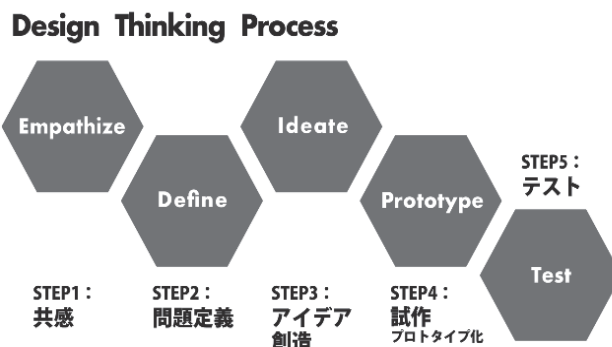 Design Thinking Process
Empathize
Define
Ideate
Prototype
Test
STEP1：
共感
STEP2：
問題定義
STEP3：
アイデア
創造
STEP4：
試作
プロトタイプ化
STEP5：
テスト